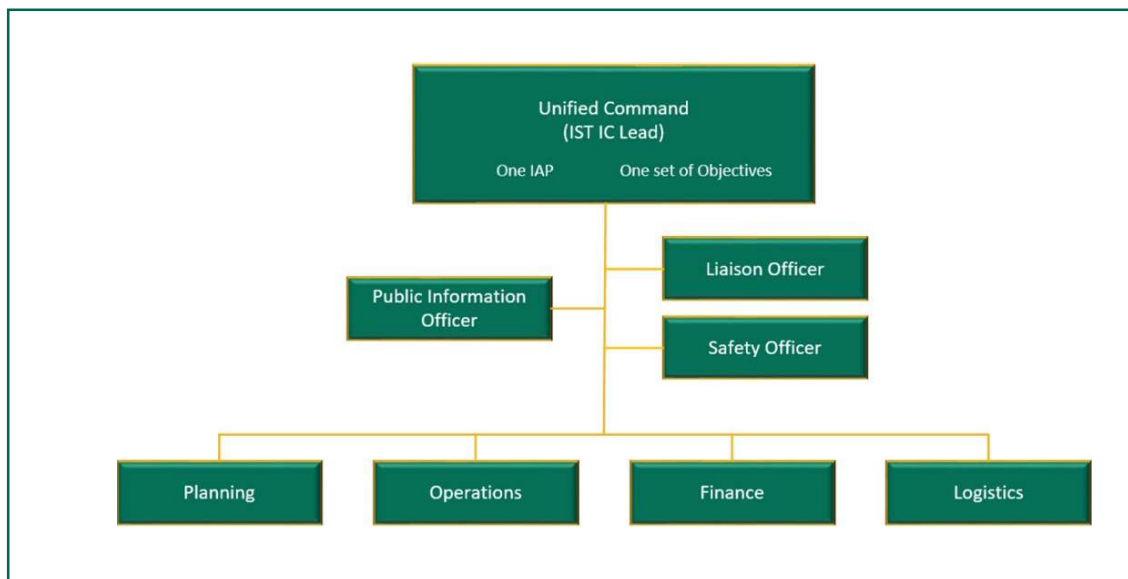 Unified Command
(IST IC Lead)
One IAP One set of Objectives
Liaison Officer
Public Information
Officer
Safety Officer
Planning
Operations
Finance
Logistics